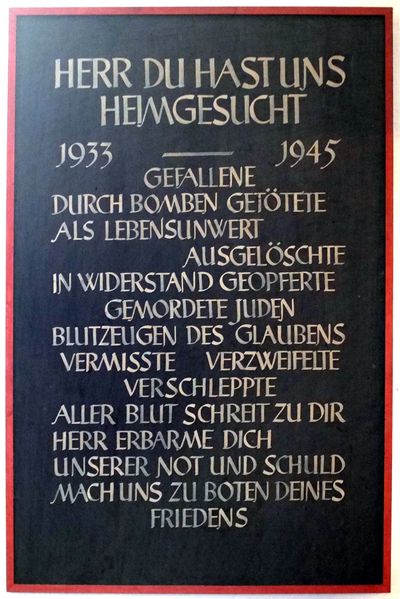 HERR DU HAST UNS
HEIMGESUCHT
1933 — 1945
GEFALLENE
DURCH BOMBEN GETÖTETE
ALS LEBENSUNWERT
AUSGELÖSCHTE
IN WIDERSTAND GEOPFERTE
GEMORDETE JUDEN
BLUTZEUGEN DES GLAUBENS
VERMISSTE VERZWEIFELTE
VERSCHLEPPTE
ALLER BLUT SCHREIT ZU DIR
HERR ERBARME DICH
UNSERER NOT UND SCHULD
MACH UNS ZU BOTEN DEINES
FRIEDENS